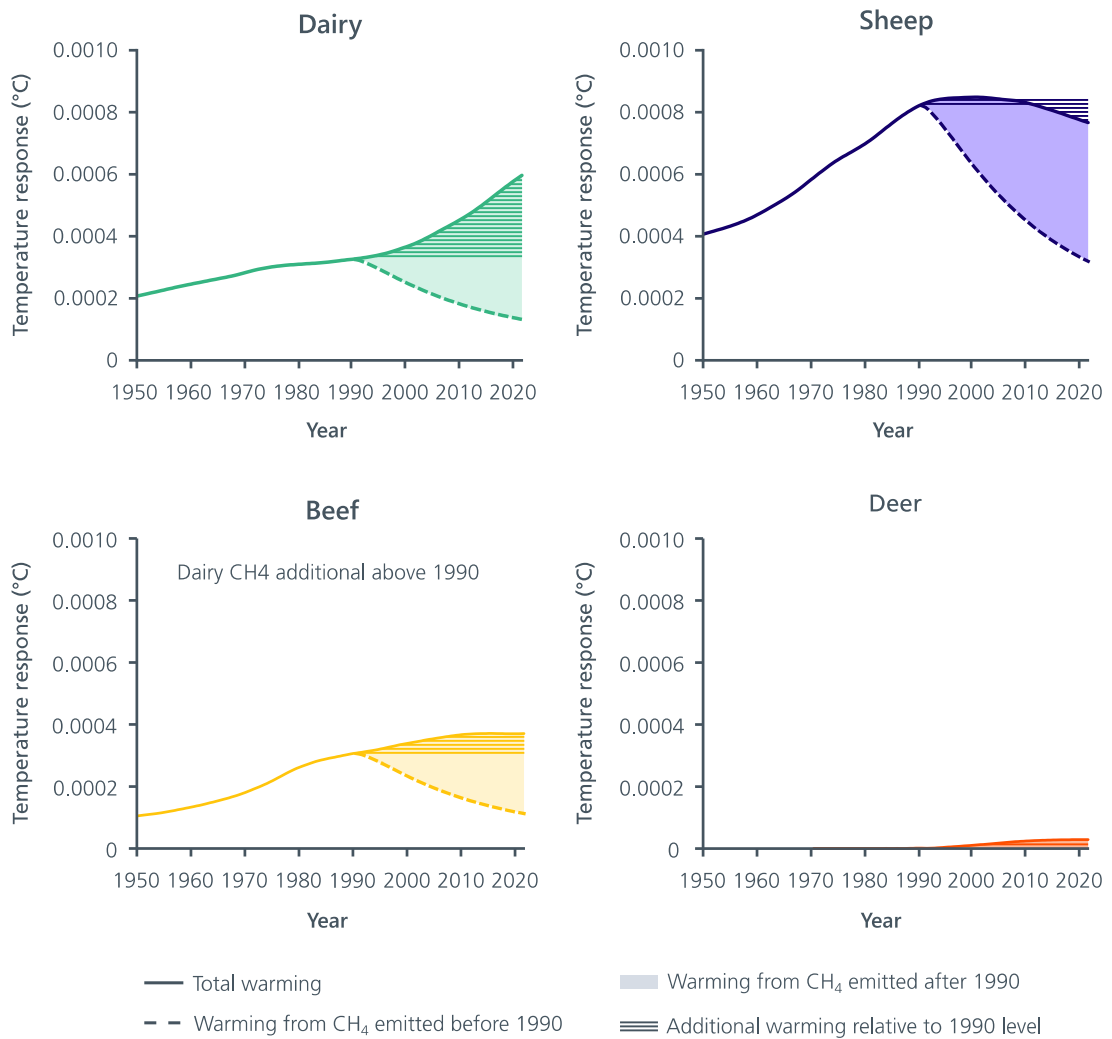 Dairy
Temperature response (°C)
0.0010
0.0008
0.0006
0.0004
0.0002
0
1950 1960 1970 1980 1990 2000 2010 2020
Year
Sheep
Temperature response (°C)
0.0010
0.0008
0.0006
0.0004
0.0002
0
1950 1960 1970 1980 1990 2000 2010 2020
Year
Beef
Dairy CH4 additional above 1990
Temperature response (°C)
0.0010
0.0008
0.0006
0.0004
0.0002
0
1950 1960 1970 1980 1990 2000 2010 2020
Year
Deer
Temperature response (°C)
0.0010
0.0008
0.0006
0.0004
0.0002
0
1950 1960 1970 1980 1990 2000 2010 2020
Year
Total warming
Warming from CH₄ emitted before 1990
Warming from CH₄ emitted after 1990
Additional warming relative to 1990 level